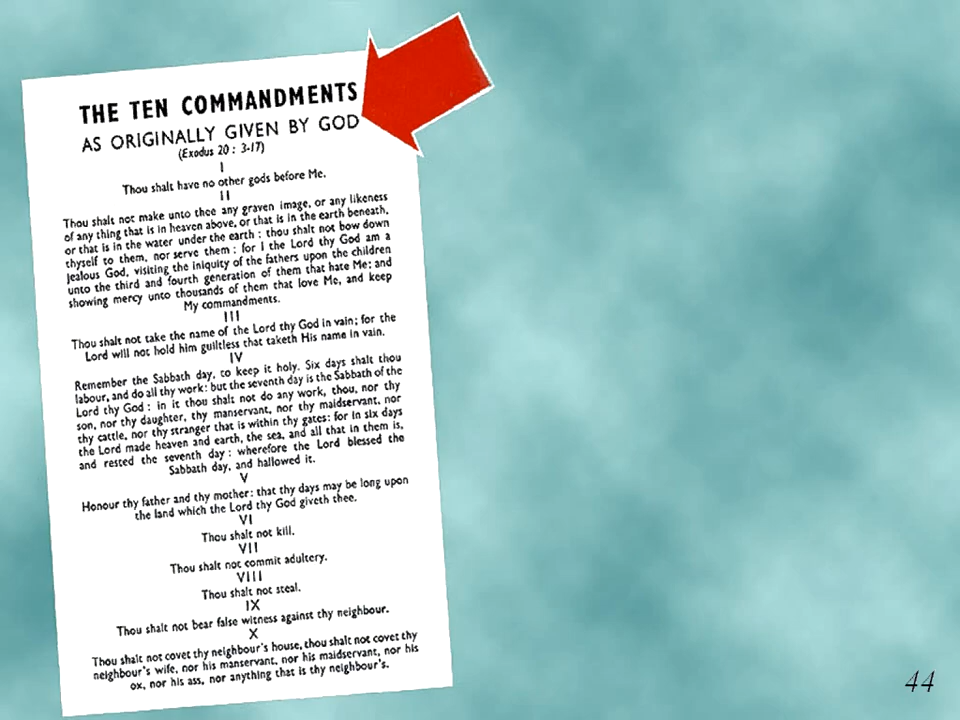 THE TEN COMMANDMENTS
AS ORIGINALLY GIVEN BY GOD
(Exodus 20 : 3-17)
I
Thou shalt have no other gods before Me.
II
Thou shalt not make unto thee any graven image, or any likeness
of any thing that is in heaven above, or that is in the earth beneath,
or that is in the water under the earth : thou shalt not bow down
thyself to them, nor serve them : for I the Lord thy God am a
jealous God, visiting the iniquity of the fathers upon the children
unto the third and fourth generation of them that hate Me; and
showing mercy unto thousands of them that love Me, and keep
My commandments.
III
Thou shalt not take the name of the Lord thy God in vain; for the
Lord will not hold him guiltless that taketh His name in vain.
IV
Remember the Sabbath day, to keep it holy. Six days shalt thou
labour, and do all thy work : but the seventh day is the Sabbath of the
Lord thy God : in it thou shalt not do any work, thou, nor thy
son, nor thy daughter, thy manservant, nor thy maidservant, nor
thy cattle, nor thy stranger that is within thy gates: for in six days
the Lord made heaven and earth, the sea, and all that in them is,
and rested the seventh day : wherefore the Lord blessed the
Sabbath day, and hallowed it.
V
Honour thy father and thy mother: that thy days may be long upon
the land which the Lord thy God giveth thee.
VI
Thou shalt not kill.
VII
Thou shalt not commit adultery.
VIII
Thou shalt not steal.
IX
Thou shalt not bear false witness against thy neighbour.
X
Thou shalt not covet thy neighbour's house, thou shalt not covet thy
neighbour's wife, nor his manservant, nor his maidservant, nor his
ox, nor his ass, nor anything that is thy neighbour's.
44